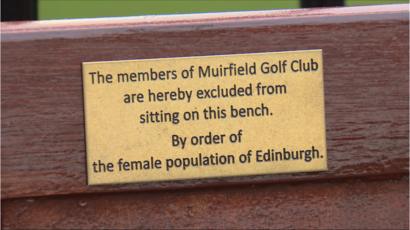 The members of Muirfield Golf Club
are hereby excluded from
sitting on this bench.
By order of
the female population of Edinburgh.